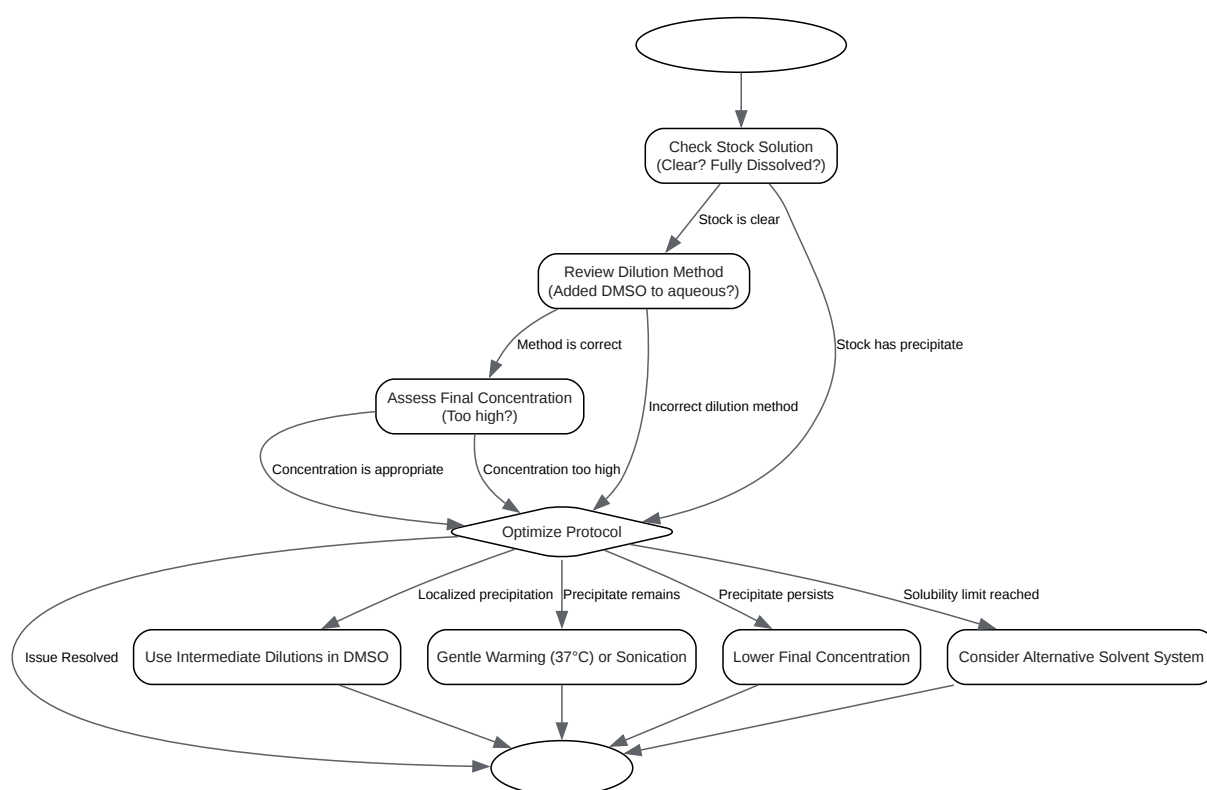 Check Stock Solution
(Clear? Fully Dissolved?)
Stock is clear
Review Dilution Method
(Added DMSO to aqueous?)
Method is correct
Stock has precipitate
Assess Final Concentration
(Too high?)
Incorrect dilution method
Concentration is appropriate
Concentration too high
Optimize Protocol
Localized precipitation
Precipitate remains
Precipitate persists
Solubility limit reached
Issue Resolved
Use Intermediate Dilutions in DMSO
Gentle Warming (37°C) or Sonication
Lower Final Concentration
Consider Alternative Solvent System